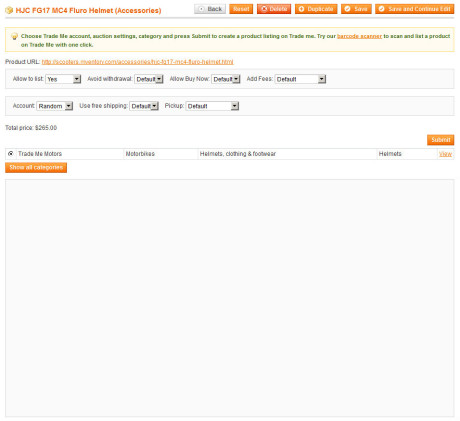 HJC FG17 MC4 Fluro Helmet (Accessories) Back Reset Delete Duplicate Save Save and Continue Edit
Choose Trade Me account, auction settings, category and press Submit to create a product listing on Trade me. Try our barcode scanner to scan and list a product
on Trade Me with one click.
Product URL: http://scooters.inventen.com/accessories/hjc-fg17-mc4-fluro-helmet.html
Allow to list: Yes Avoid withdrawal: Default Allow Buy Now: Default Add Fees: Default
Account: Random Use free shipping: Default Pickup: Default
Total price: $265.00
Submit
Trade Me Motors Motorbikes Helmets, clothing & footwear Helmets View
Show all categories